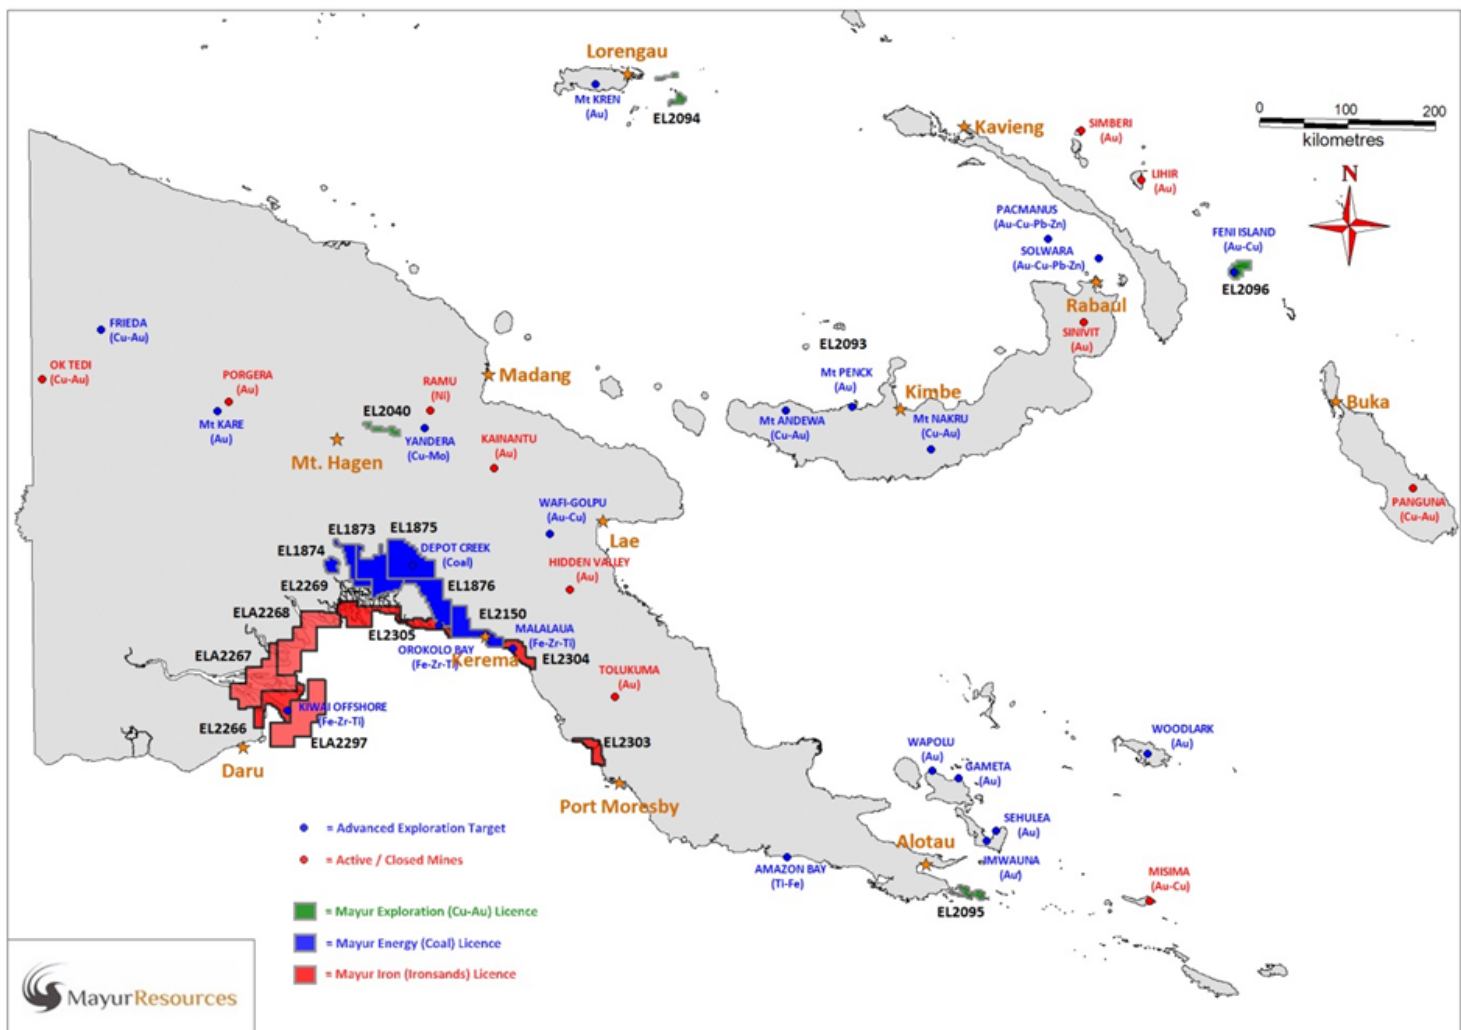 Lorengau
Mt KREN
(Au)
EL2094
Kavieng
SIMBERI
(Au)
LIHIR
(Au)
0 100 200
kilometres
N
PACMANUS
(Au-Cu-Pb-Zn)
SOLWARA
(Au-Cu-Pb-Zn)
FENI ISLAND
(Au-Cu)
EL2096
Rabaul
SINIVIT
(Au)
FRIEDA
(Cu-Au)
OK TEDI
(Cu-Au)
PORGERA
(Au)
Mt KARE
(Au)
RAMU
(Ni)
Madang
EL2040
YANDERA
(Cu-Mo)
Mt. Hagen
KAINANTU
(Au)
EL2093
Mt PENCK
(Au)
Kimbe
Mt ANDEWA
(Cu-Au)
Mt NAKRU
(Cu-Au)
Buka
PANGUNA
(Cu-Au)
WAFI-GOLPU
(Au-Cu)
Lae
HIDDEN VALLEY
(Au)
EL1873
EL1875
EL1874
DEPOT CREEK
(Coal)
EL2269
EL1876
ELA2268
EL2150
EL2305
MALALAUA
(Fe-Zr-Ti)
OROKOLO BAY
(Fe-Zr-Ti)
Kerema
EL2304
ELA2267
TOLUKUMA
(Au)
KIWAI OFFSHORE
(Fe-Zr-Ti)
EL2266
ELA2297
Daru
EL2303
Port Moresby
WAPOLU
(Au)
GAMETA
(Au)
WOODLARK
(Au)
SEHULEA
(Au)
IMWAUNA
(Au)
Alotau
AMAZON BAY
(Ti-Fe)
EL2095
MISIMA
(Au-Cu)
= Advanced Exploration Target
= Active / Closed Mines
= Mayur Exploration (Cu-Au) Licence
= Mayur Energy (Coal) Licence
= Mayur Iron (Ironsands) Licence
MayurResources